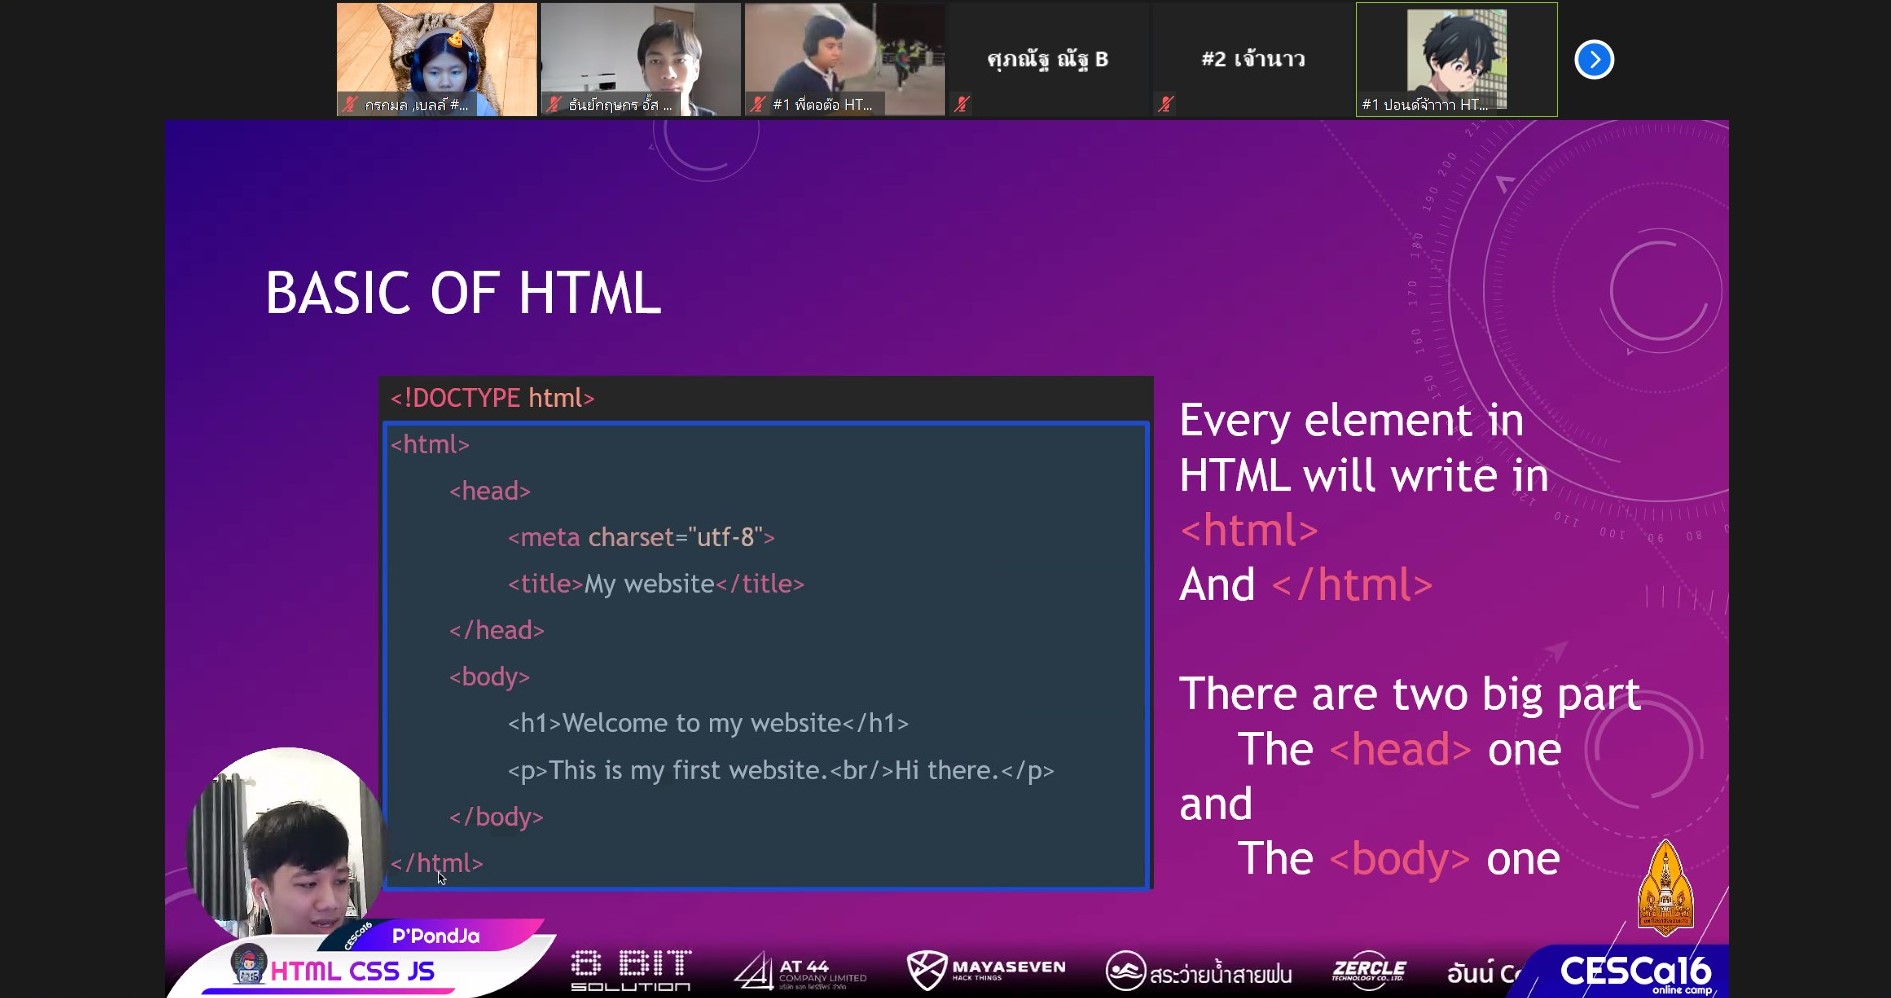 ศุภณัฐ ณัฐ B
#2 เจ้านาว
กรกมล ,เบลล์ #...
ธันย์กฤษกร อั๋ส ...
#1 พี่ตอต๊อ HT...
#1 ปอนด์จ้าาาา HT...
BASIC OF HTML
<!DOCTYPE html>
<html>
<head>
<meta charset="utf-8">
<title>My website</title>
</head>
<body>
<h1>Welcome to my website</h1>
<p>This is my first website.<br/>Hi there.</p>
</body>
</html>
Every element in
HTML will write in
<html>
And </html>
There are two big part
The <head> one
and
The <body> one
CESCa16
P'PondJa
HTML CSS JS
8 BIT
SOLUTION
AT 44
COMPANY LIMITED
MAYASEVEN
HACK THINGS
สระว่ายน้ำสายฝน
ZERCLE
TECHNOLOGY CO., LTD.
อันนี้ Co
CESCa16
online camp